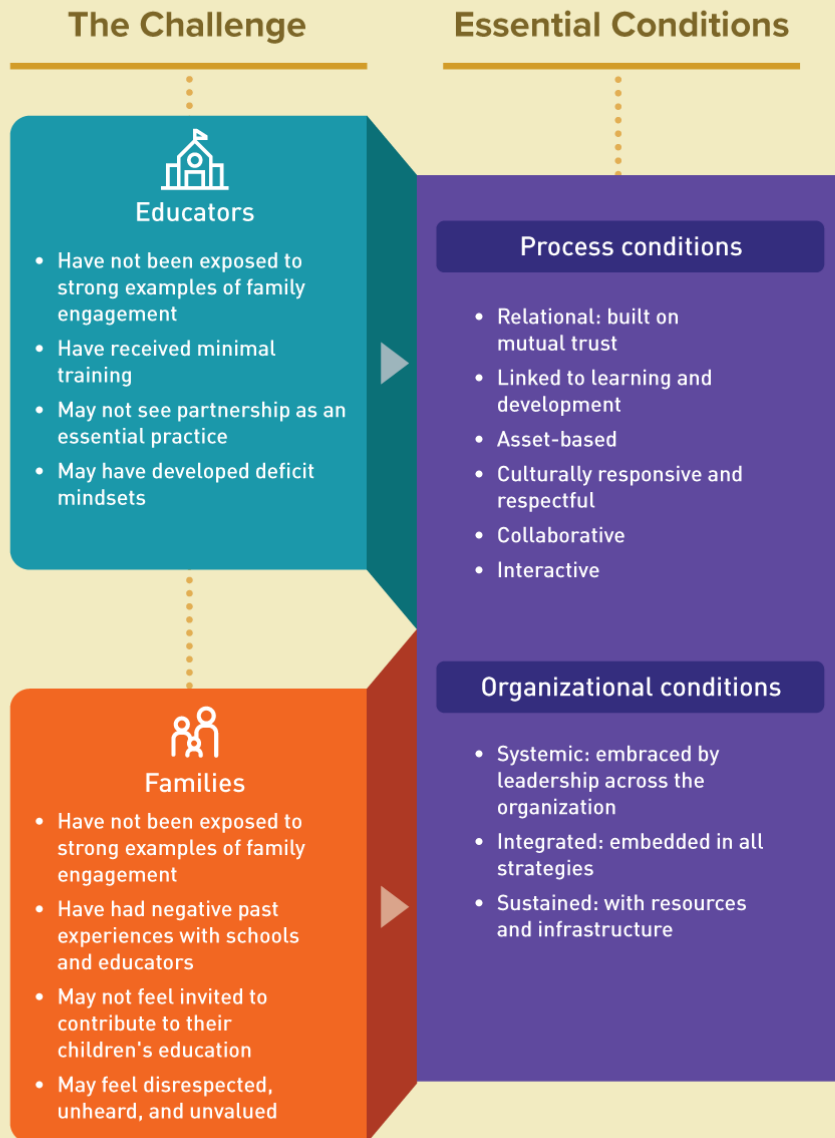 The Challenge
Educators
• Have not been exposed to
strong examples of family
engagement
• Have received minimal
training
• May not see partnership as an
essential practice
• May have developed deficit
mindsets
Families
• Have not been exposed to
strong examples of family
engagement
• Have had negative past
experiences with schools
and educators
• May not feel invited to
contribute to their
children's education
• May feel disrespected,
unheard, and unvalued
Essential Conditions
Process conditions
• Relational: built on
mutual trust
• Linked to learning and
development
• Asset-based
• Culturally responsive and
respectful
• Collaborative
• Interactive
Organizational conditions
• Systemic: embraced by
leadership across the
organization
• Integrated: embedded in all
strategies
• Sustained: with resources
and infrastructure